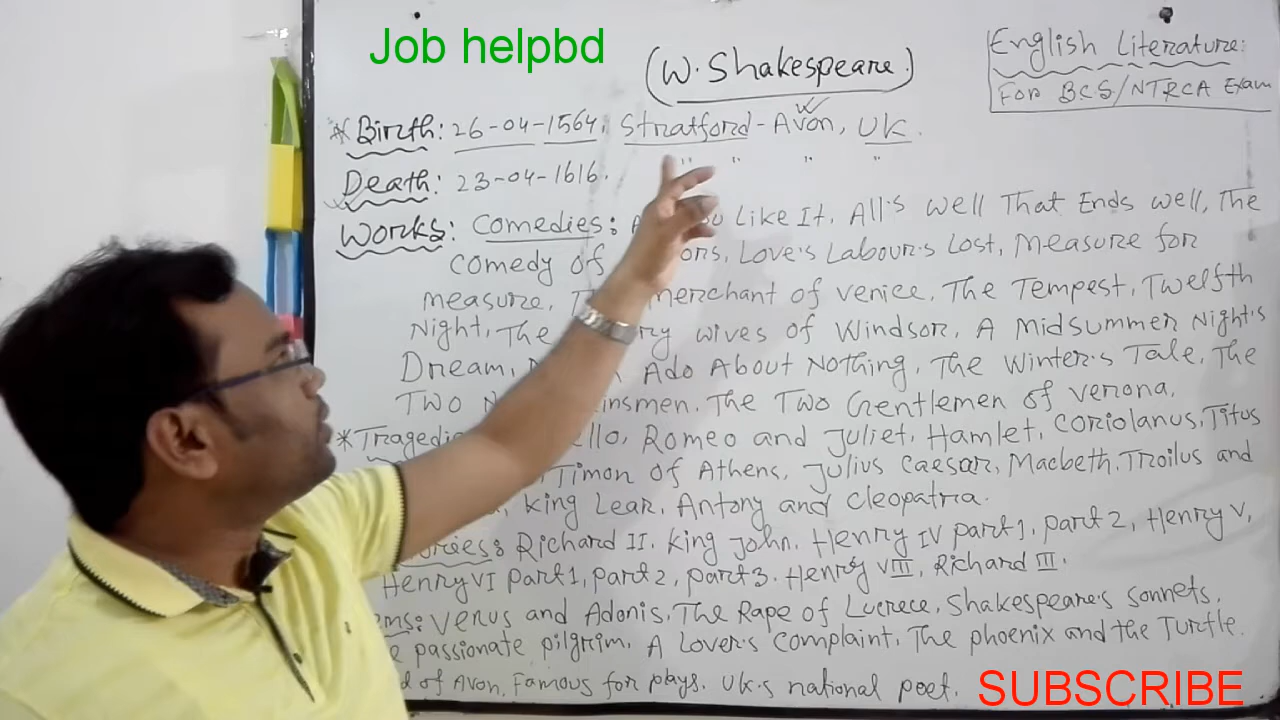 Job helpbd
(W. Shakespeare.)
English Literature:
For BCS/NTRCA Exam
* Birth: 26-04-1564, Stratford-Avon, UK.
Death: 23-04-1616. " " " "
Works: Comedies: Like It, All's Well That Ends Well, The
Comedy of Love's Labour's Lost, Measure for
measure, Merchant of Venice, The Tempest, Twelfth
Night, The wives of Windsor, A Midsummer Night's
Dream, Ado About Nothing, The Winter's Tale, The
Two The Two Gentlemen of Verona,
* Romeo and Juliet, Hamlet, Coriolanus, Titus
Timon of Athens, Julius Caesar, Macbeth, Troilus and
King Lear, Antony and Cleopatra.
Richard II, King John, Henry IV part 1, part 2, Henry V,
Henry VI part 1, part 2, part 3. Henry VIII, Richard III.
Venus and Adonis, The Rape of Lucrece, Shakespeare's sonnets,
passionate pilgrim, A Lover's Complaint, The phoenix and the Turtle.
of Avon, Famous for plays. UK's national poet.
SUBSCRIBE